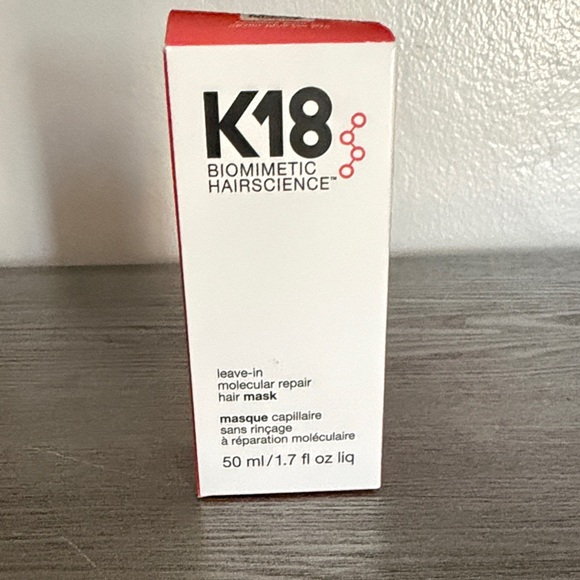 K18
BIOMIMETIC
HAIRSCIENCE™
leave-in
molecular repair
hair mask
masque capillaire
sans rinçage
à réparation moléculaire
50 ml/1.7 fl oz liq